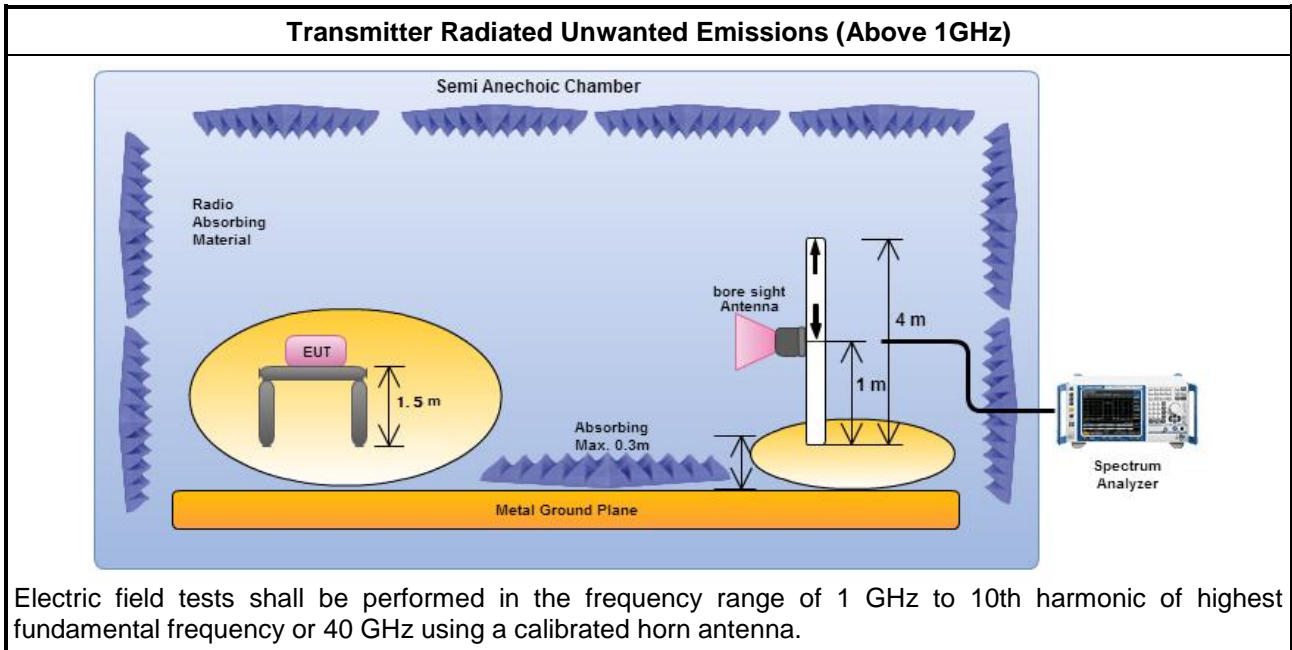 Transmitter Radiated Unwanted Emissions (Above 1GHz)
Semi Anechoic Chamber
Radio
Absorbing
Material
bore sight
Antenna
4 m
EUT
1 m
1. 5 m
Absorbing
Max. 0.3m
Spectrum
Analyzer
Metal Ground Plane
Electric field tests shall be performed in the frequency range of 1 GHz to 10th harmonic of highest
fundamental frequency or 40 GHz using a calibrated horn antenna.